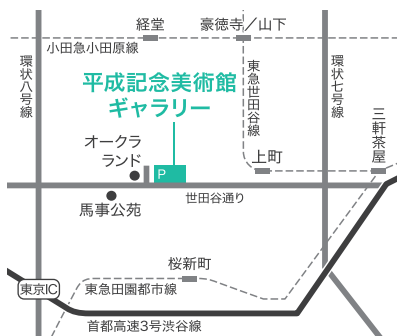 経堂
豪徳寺／山下
小田急小田原線
環状八号線
平成記念美術館
ギャラリー
東急世田谷線
環状七号線
オークラ
ランド
P
上町
三軒茶屋
世田谷通り
馬事公苑
桜新町
東京IC
東急田園都市線
首都高速3号渋谷線